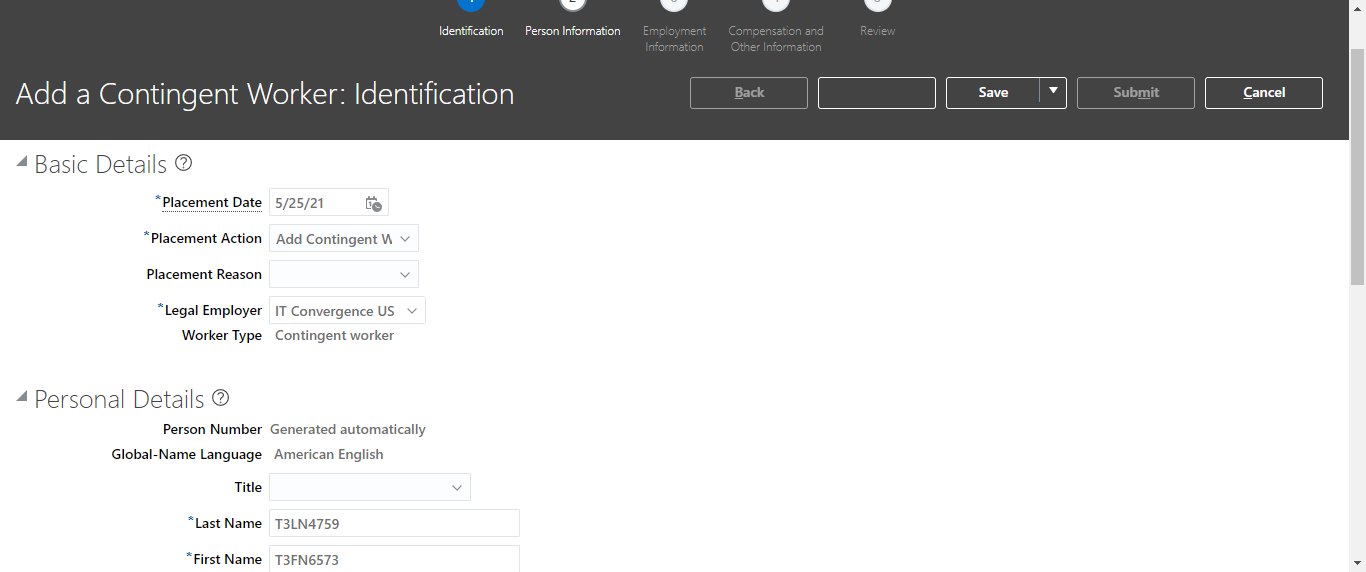 Identification
Person Information
Employment
Information
Compensation and
Other Information
Review
Add a Contingent Worker: Identification
Back
Save
Submit
Cancel
Basic Details
*Placement Date 5/25/21
*Placement Action Add Contingent W
Placement Reason
*Legal Employer IT Convergence US
Worker Type Contingent worker
Personal Details
Person Number Generated automatically
Global-Name Language American English
Title
*Last Name T3LN4759
*First Name T3FN6573